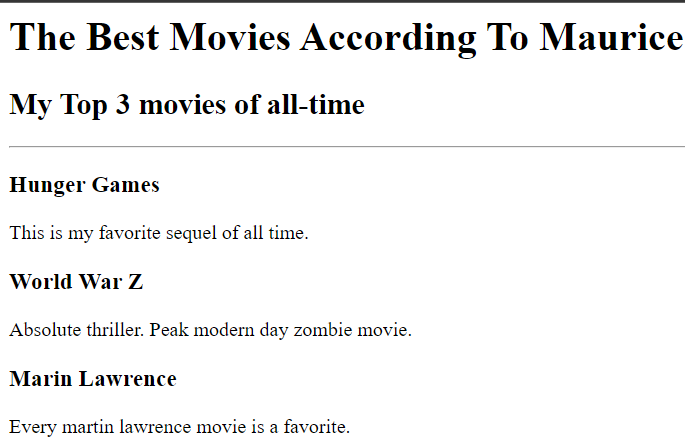 The Best Movies According To Maurice
My Top 3 movies of all-time
Hunger Games
This is my favorite sequel of all time.
World War Z
Absolute thriller. Peak modern day zombie movie.
Marin Lawrence
Every martin lawrence movie is a favorite.